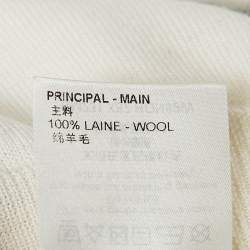 PRINCIPAL - MAIN
主料
100% LAINE - WOOL
绵羊毛